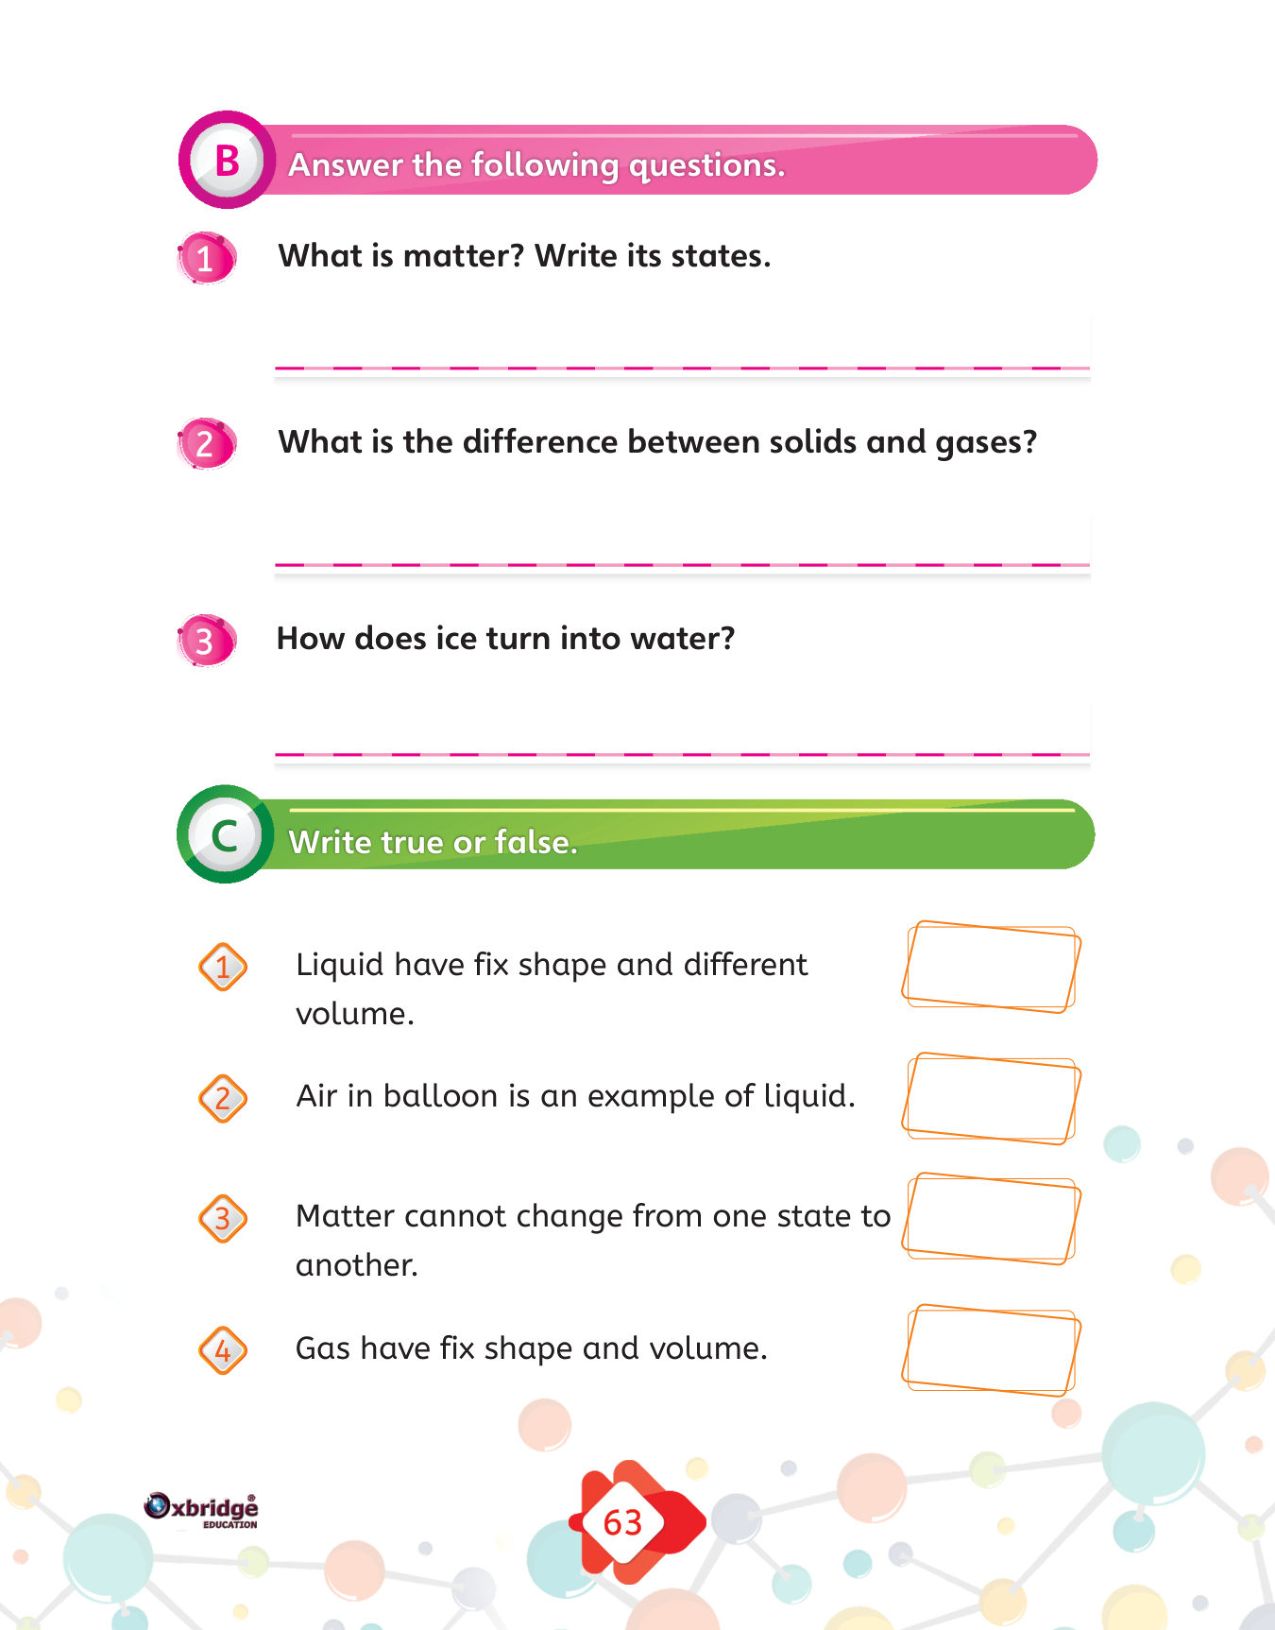 B
Answer the following questions.
1
What is matter? Write its states.
2
What is the difference between solids and gases?
3
How does ice turn into water?
C
Write true or false.
1
Liquid have fix shape and different
volume.
2
Air in balloon is an example of liquid.
3
Matter cannot change from one state to
another.
4
Gas have fix shape and volume.
Oxbridge®
EDUCATION
63